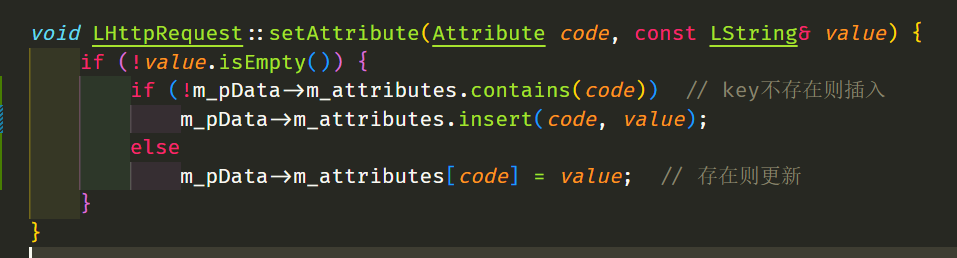 void LHttpRequest::setAttribute(Attribute code, const LString& value) {
    if (!value.isEmpty()) {
        if (!m_pData->m_attributes.contains(code))  // key不存在则插入
            m_pData->m_attributes.insert(code, value);
        else
            m_pData->m_attributes[code] = value;  // 存在则更新
    }
}